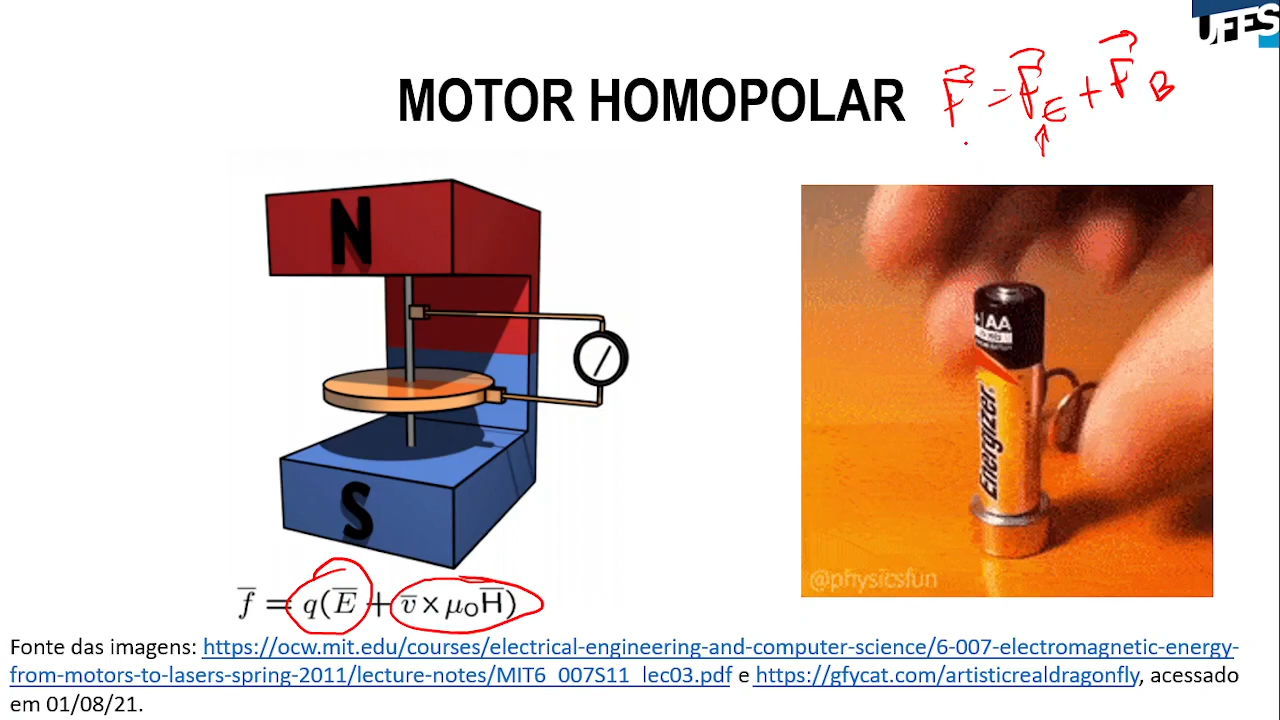 UFES
MOTOR HOMOPOLAR
F = F_E + F_B
N
S
+ AA
Energizer
@physicsfun
f̅ = q(E̅ + v̅ × μ₀H̅)
Fonte das imagens: https://ocw.mit.edu/courses/electrical-engineering-and-computer-science/6-007-electromagnetic-energy-
from-motors-to-lasers-spring-2011/lecture-notes/MIT6_007S11_lec03.pdf e https://gfycat.com/artisticrealdragonfly, acessado
em 01/08/21.